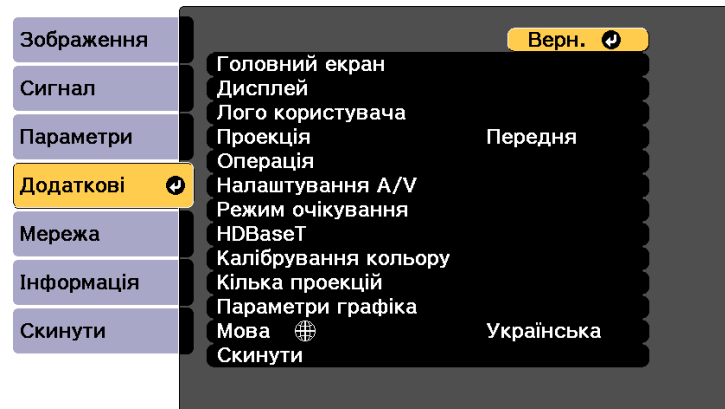 Зображення
Сигнал
Параметри
Додаткові
Мережа
Інформація
Скинути
Верн.
Головний екран
Дисплей
Лого користувача
Проекція Передня
Операція
Налаштування A/V
Режим очікування
HDBaseT
Калібрування кольору
Кілька проекцій
Параметри графіка
Мова Українська
Скинути